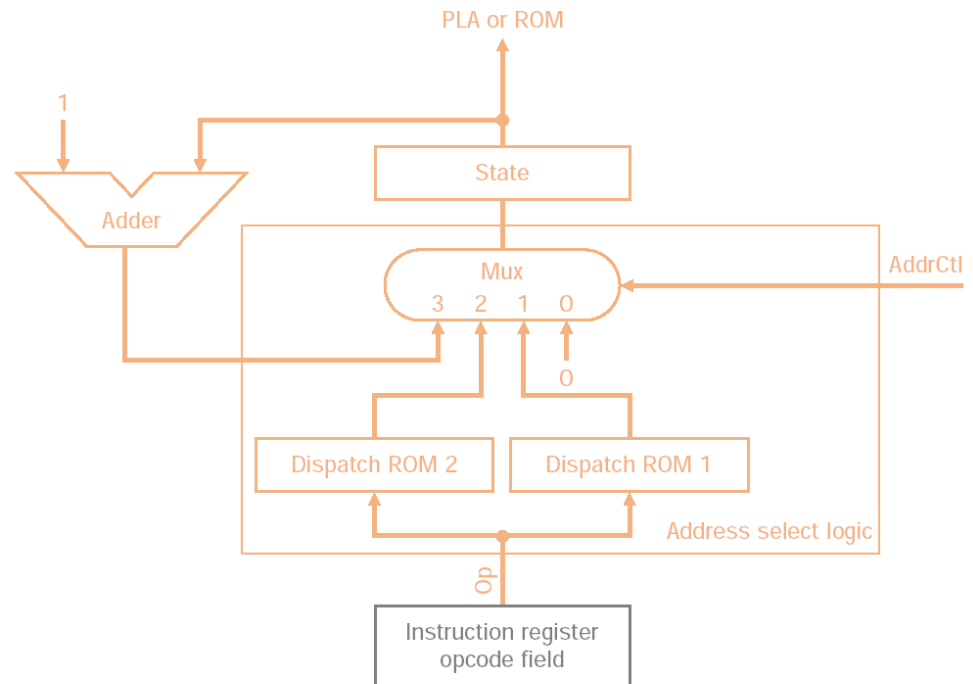 PLA or ROM
1
State
Adder
AddrCtl
Mux
3 2 1 0
0
Dispatch ROM 2
Dispatch ROM 1
Address select logic
Op
Instruction register
opcode field